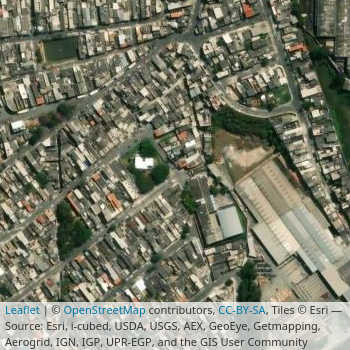 Leaflet | © OpenStreetMap contributors, CC-BY-SA, Tiles © Esri —
Source: Esri, i-cubed, USDA, USGS, AEX, GeoEye, Getmapping,
Aerogrid, IGN, IGP, UPR-EGP, and the GIS User Community